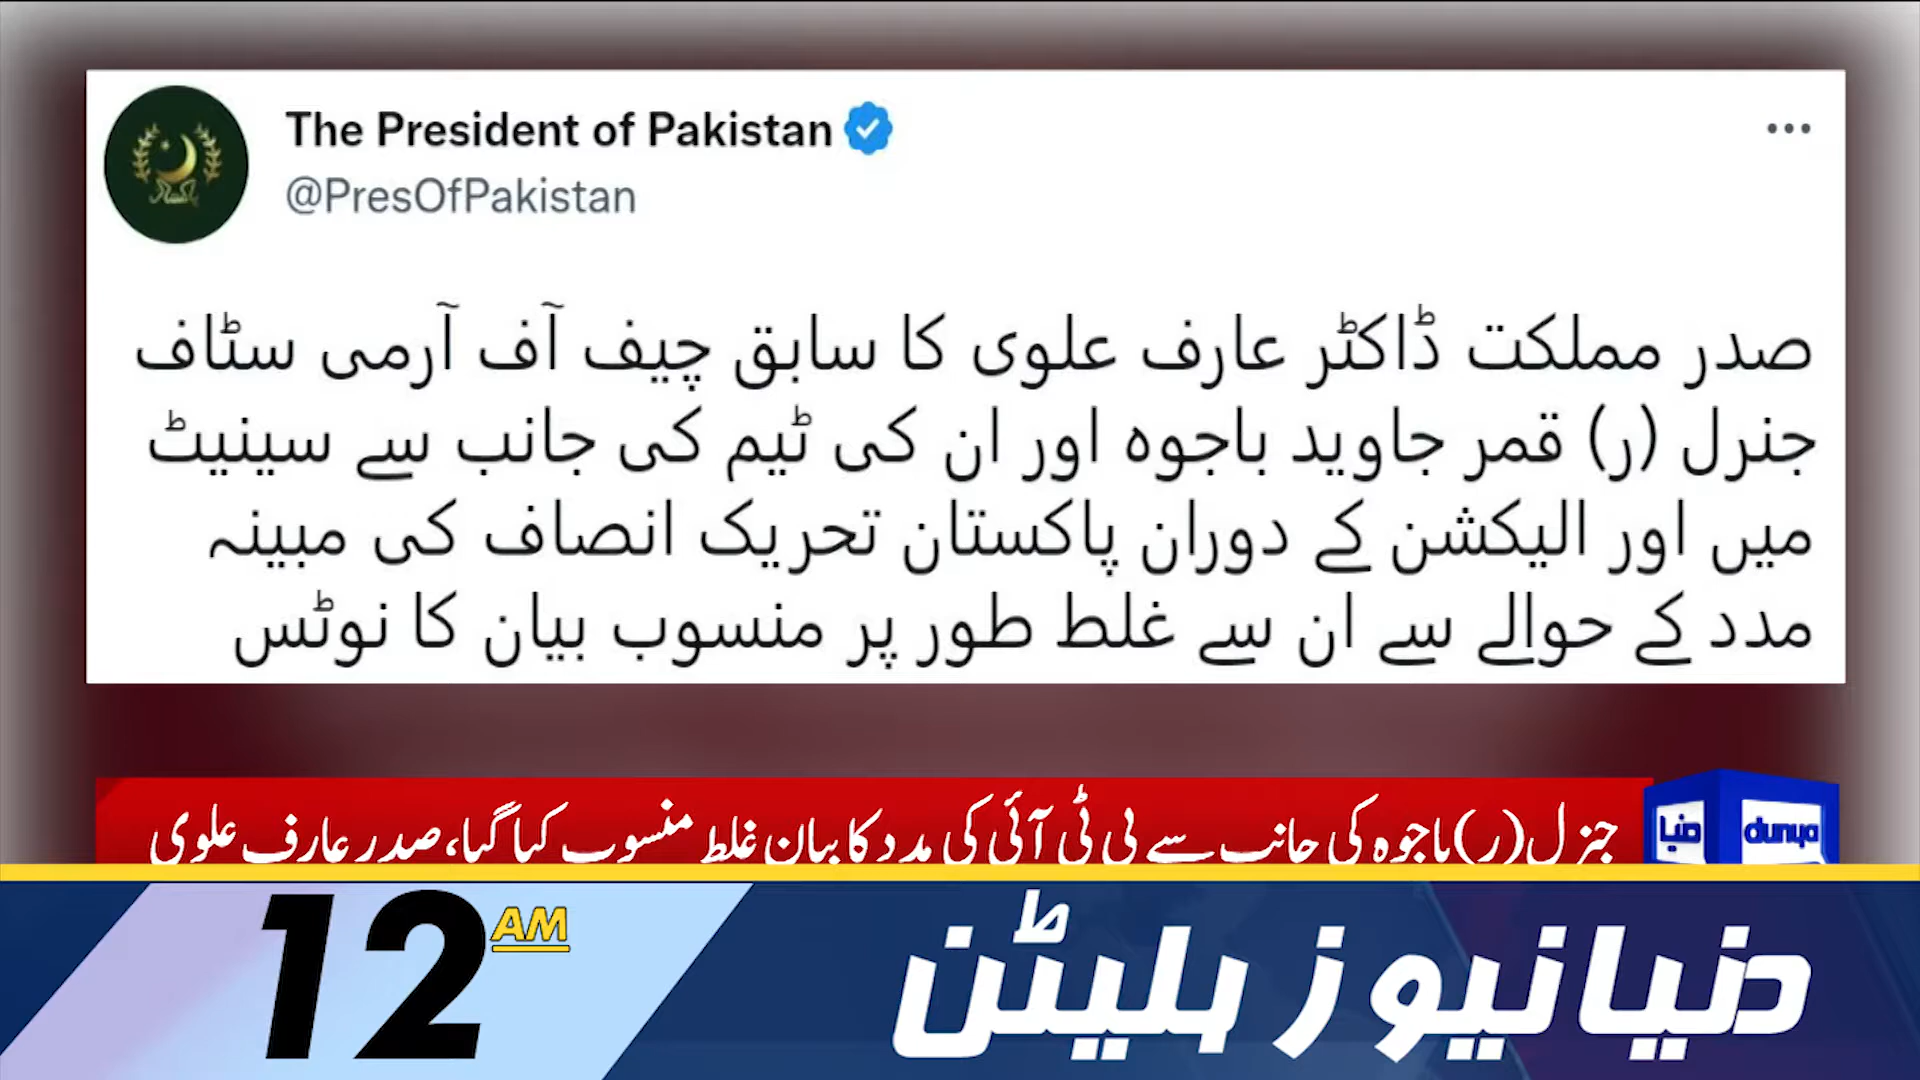 The President of Pakistan
@PresOfPakistan
صدر مملکت ڈاکٹر عارف علوی کا سابق چیف آف آرمی سٹاف
جنرل (ر) قمر جاوید باجوہ اور ان کی ٹیم کی جانب سے سینیٹ
میں اور الیکشن کے دوران پاکستان تحریک انصاف کی مبینہ
مدد کے حوالے سے ان سے غلط طور پر منسوب بیان کا نوٹس
جنرل(ر)باجوہ کی جانب سے پی ٹی آئی کی مدد کا بیان غلط منسوب کیا گیا،صدر عارف علوی
دنیا dunya
12 AM
دنیا نیوز بلیٹن